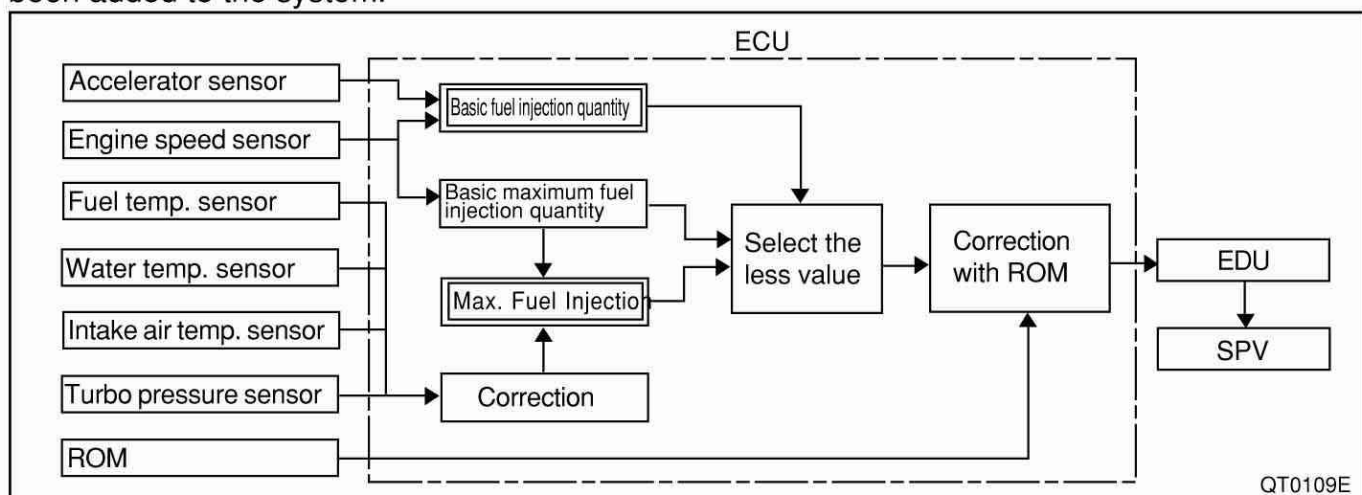 been added to the system.
ECU
Accelerator sensor
Basic fuel injection quantity
Engine speed sensor
Fuel temp. sensor
Basic maximum fuel
injection quantity
Select the
less value
Correction
with ROM
EDU
Water temp. sensor
Max. Fuel Injection
Intake air temp. sensor
SPV
Turbo pressure sensor
Correction
ROM
QT0109E